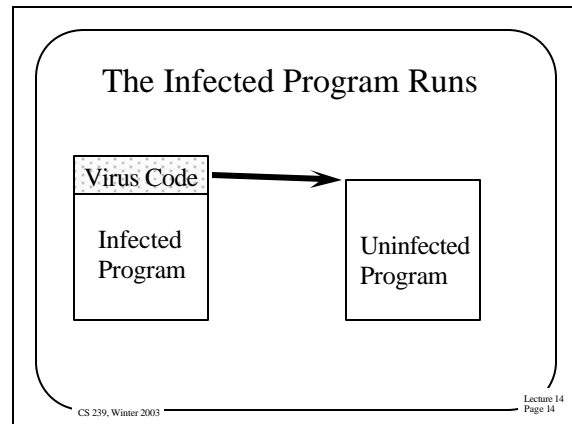 The Infected Program Runs
Virus Code
Infected
Program
Uninfected
Program
CS 239, Winter 2003
Lecture 14
Page 14